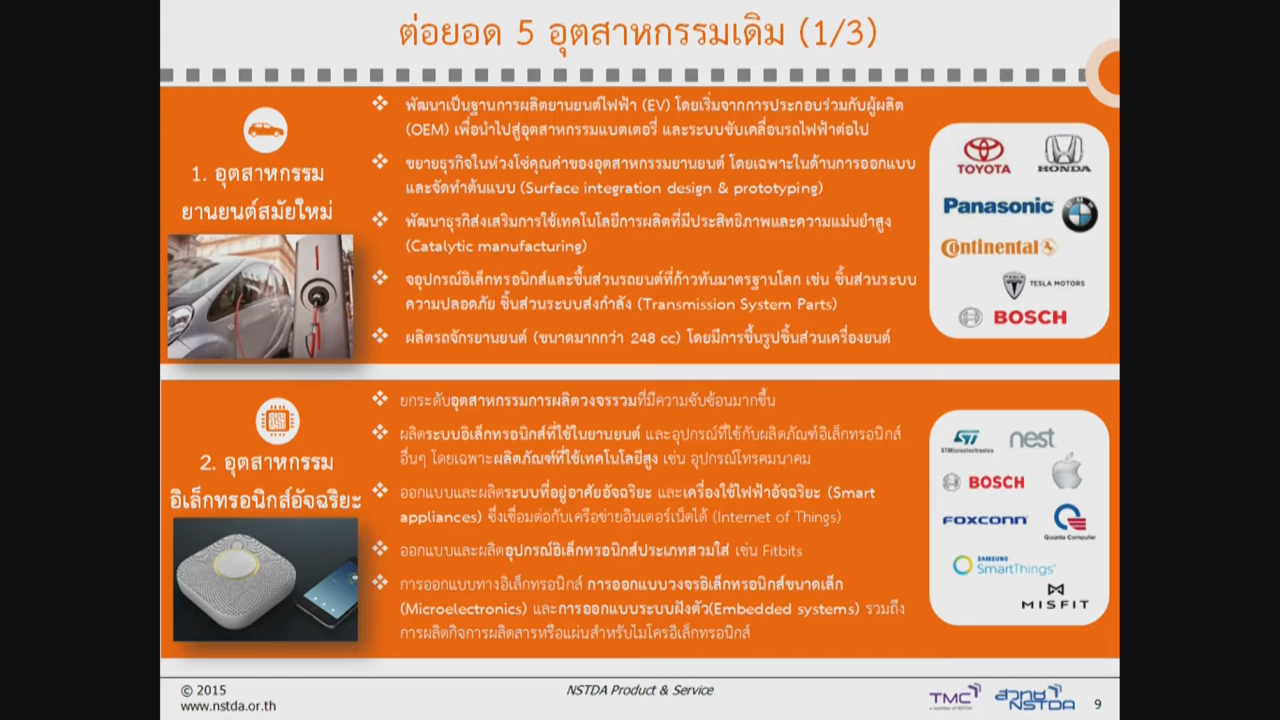 ต่อยอด 5 อุตสาหกรรมเดิม (1/3)
1. อุตสาหกรรม
ยานยนต์สมัยใหม่
❖ พัฒนาเป็นฐานการผลิตยานยนต์ไฟฟ้า (EV) โดยเริ่มจากการประกอบร่วมกับผู้ผลิต
(OEM) เพื่อนำไปสู่อุตสาหกรรมแบตเตอรี่ และระบบขับเคลื่อนรถไฟฟ้าต่อไป
❖ ขยายธุรกิจในห่วงโซ่คุณค่าของอุตสาหกรรมยานยนต์ โดยเฉพาะในด้านการออกแบบ
และจัดทำต้นแบบ (Surface integration design & prototyping)
❖ พัฒนาธุรกิส่งเสริมการใช้เทคโนโลยีการผลิตที่มีประสิทธิภาพและความแม่นยำสูง
(Catalytic manufacturing)
❖ จออุปกรณ์อิเล็กทรอนิกส์และชิ้นส่วนรถยนต์ที่ก้าวทันมาตรฐานโลก เช่น ชิ้นส่วนระบบ
ความปลอดภัย ชิ้นส่วนระบบส่งกำลัง (Transmission System Parts)
❖ ผลิตรถจักรยานยนต์ (ขนาดมากกว่า 248 cc) โดยมีการขึ้นรูปชิ้นส่วนเครื่องยนต์
TOYOTA
HONDA
Panasonic
BMW
Continental
TESLA MOTORS
BOSCH
2. อุตสาหกรรม
อิเล็กทรอนิกส์อัจฉริยะ
❖ ยกระดับอุตสาหกรรมการผลิตวงจรรวมที่มีความซับซ้อนมากขึ้น
❖ ผลิตระบบอิเล็กทรอนิกส์ที่ใช้ในยานยนต์ และอุปกรณ์ที่ใช้กับผลิตภัณฑ์อิเล็กทรอนิกส์
อื่นๆ โดยเฉพาะผลิตภัณฑ์ที่ใช้เทคโนโลยีสูง เช่น อุปกรณ์โทรคมนาคม
❖ ออกแบบและผลิตระบบที่อยู่อาศัยอัจฉริยะ และเครื่องใช้ไฟฟ้าอัจฉริยะ (Smart
appliances) ซึ่งเชื่อมต่อกับเครือข่ายอินเตอร์เน็ตได้ (Internet of Things)
❖ ออกแบบและผลิตอุปกรณ์อิเล็กทรอนิกส์ประเภทสวมใส่ เช่น Fitbits
❖ การออกแบบทางอิเล็กทรอนิกส์ การออกแบบวงจรอิเล็กทรอนิกส์ขนาดเล็ก
(Microelectronics) และการออกแบบระบบฝังตัว(Embedded systems) รวมถึง
การผลิตกิจการผลิตสารหรือแผ่นสำหรับไมโครอิเล็กทรอนิกส์
ST
STMicroelectronics
nest
BOSCH
FOXCONN
Quanta Computer
SAMSUNG
SmartThings
MISFIT
© 2015
www.nstda.or.th
NSTDA Product & Service
TMC
a member of NSTDA
สวทช
NSTDA
9